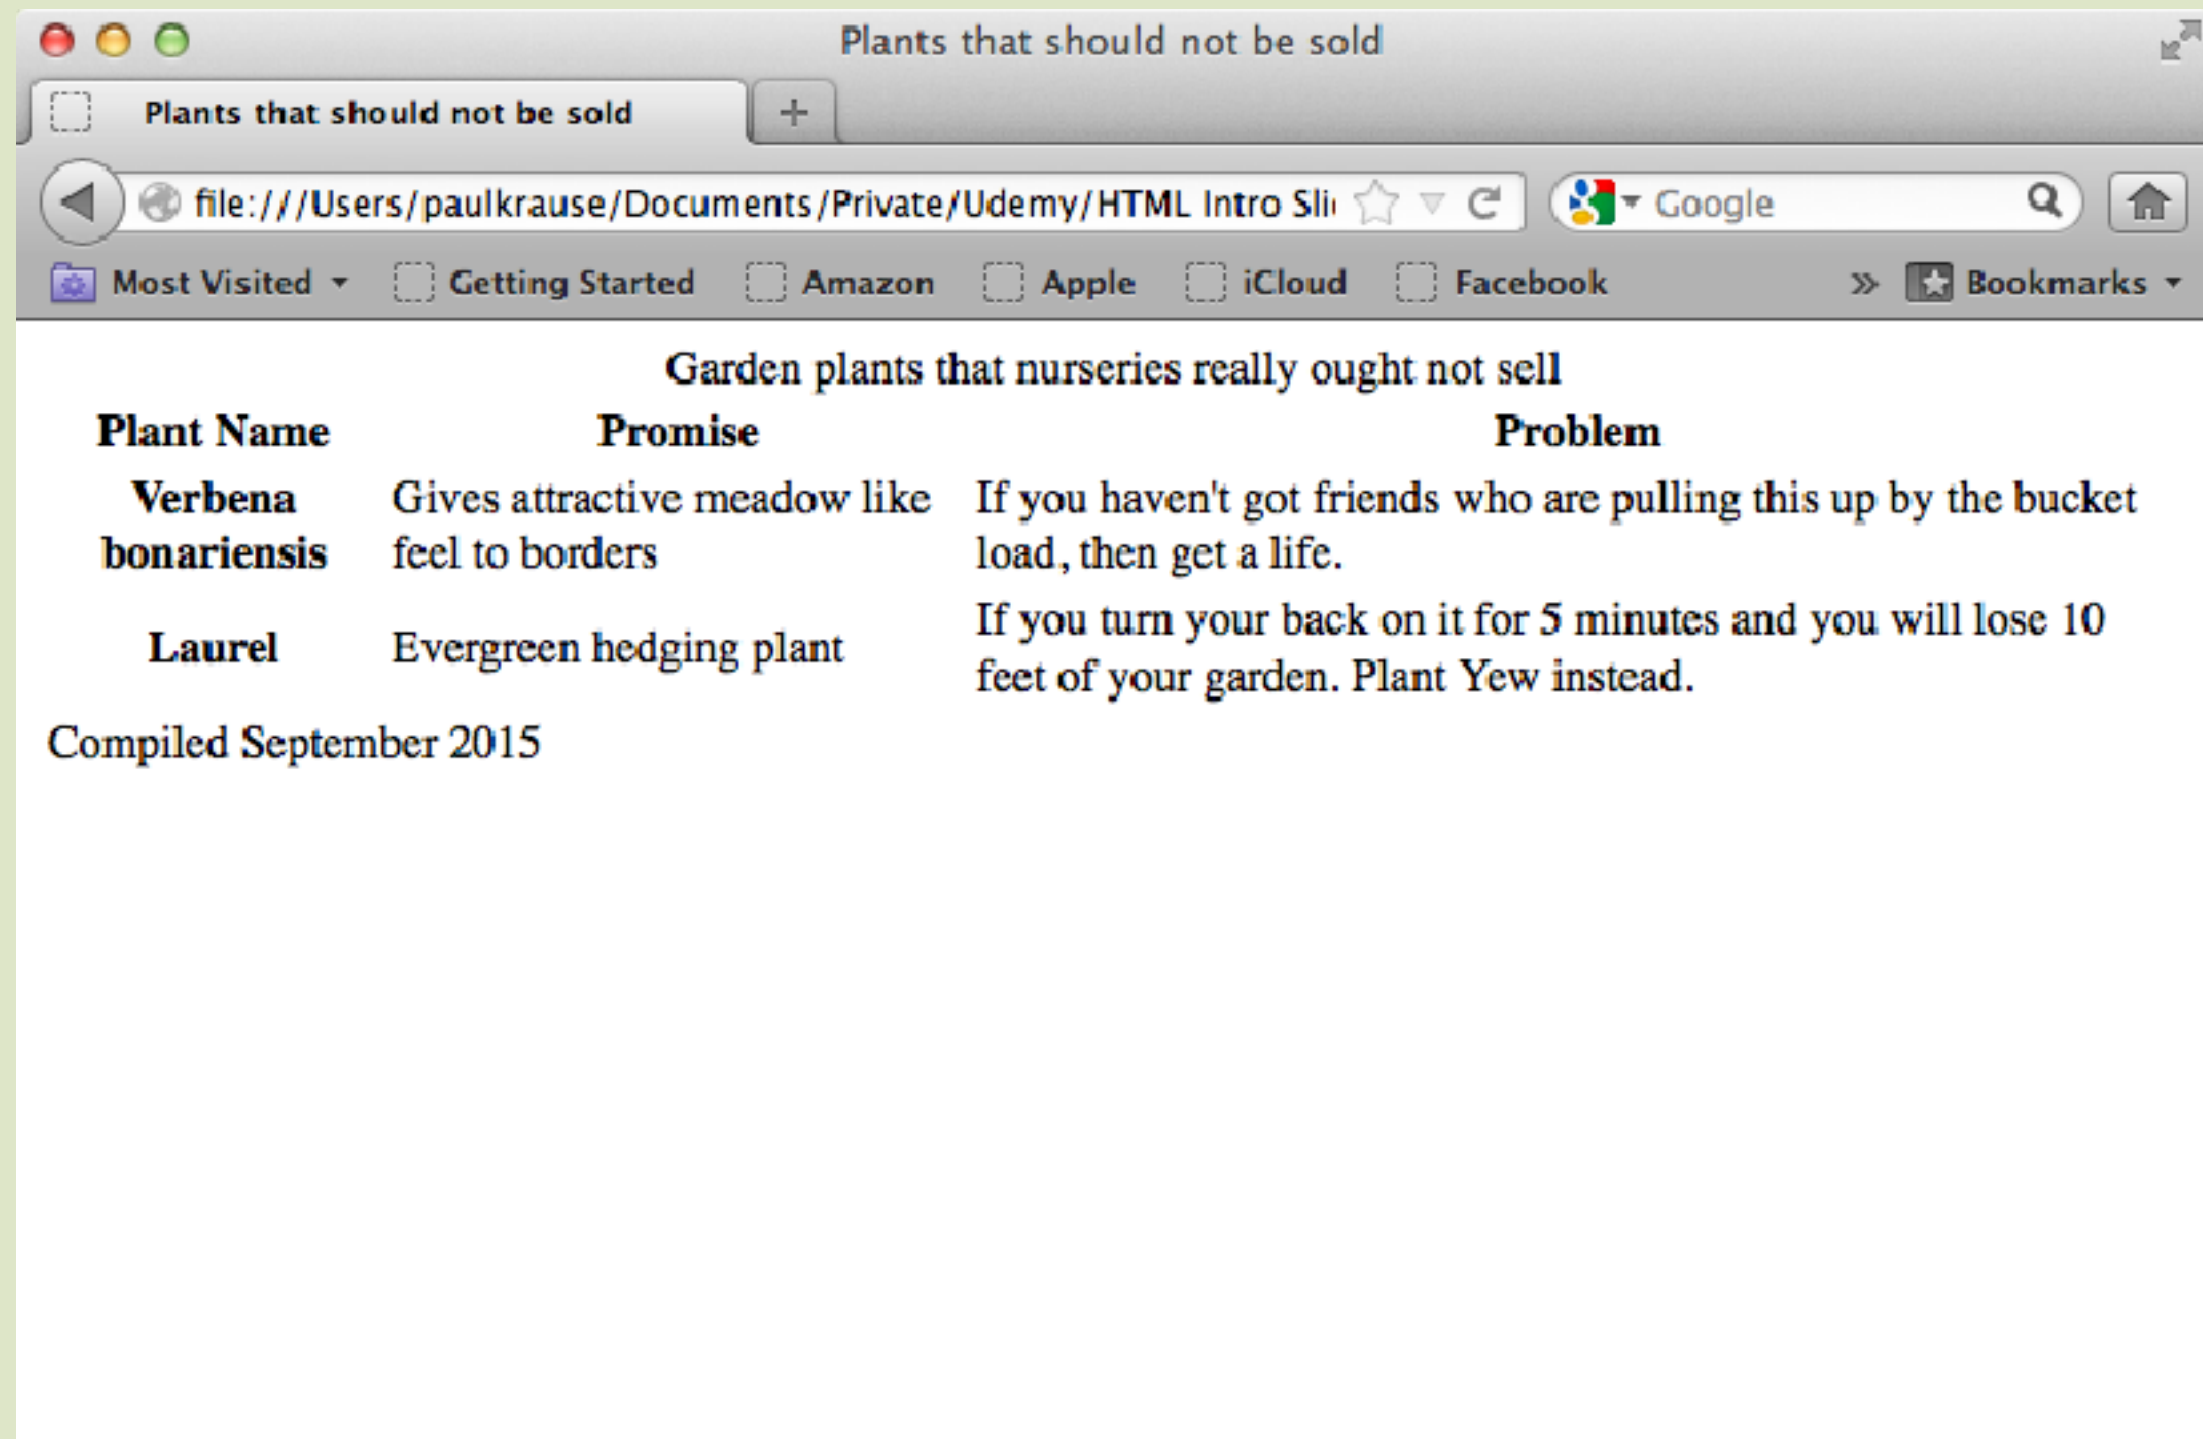 Plants that should not be sold
Plants that should not be sold
file:///Users/paulkrause/Documents/Private/Udemy/HTML Intro Sli
Google
Most Visited Getting Started Amazon Apple iCloud Facebook » Bookmarks
Garden plants that nurseries really ought not sell
Plant Name Promise Problem
Verbena Gives attractive meadow like If you haven't got friends who are pulling this up by the bucket
bonariensis feel to borders load, then get a life.
Laurel Evergreen hedging plant If you turn your back on it for 5 minutes and you will lose 10
feet of your garden. Plant Yew instead.
Compiled September 2015